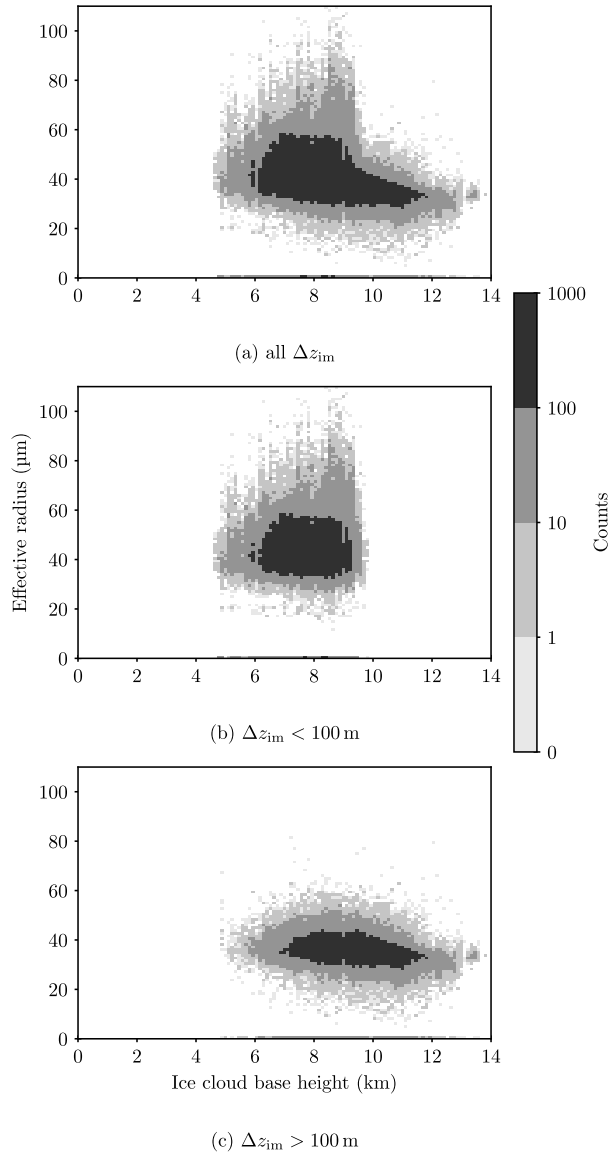 100
80
60
40
20
0
0 2 4 6 8 10 12 14
(a) all Δz_im
1000
100
10
1
0
Counts
100
80
60
40
20
0
Effective radius (µm)
0 2 4 6 8 10 12 14
(b) Δz_im < 100 m
100
80
60
40
20
0
0 2 4 6 8 10 12 14
Ice cloud base height (km)
(c) Δz_im > 100 m